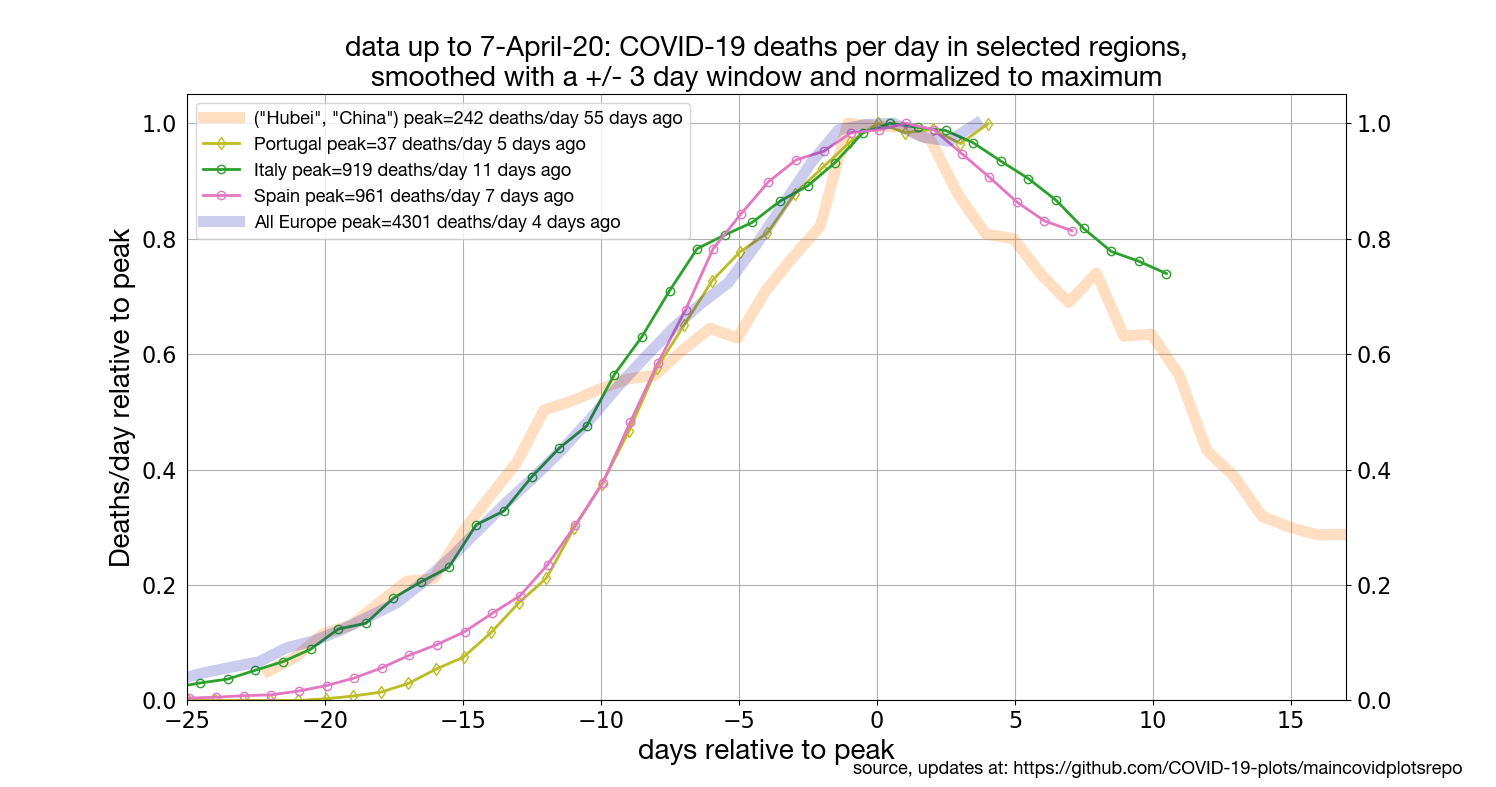 data up to 7-April-20: COVID-19 deaths per day in selected regions,
smoothed with a +/- 3 day window and normalized to maximum
("Hubei", "China") peak=242 deaths/day 55 days ago
Portugal peak=37 deaths/day 5 days ago
Italy peak=919 deaths/day 11 days ago
Spain peak=961 deaths/day 7 days ago
All Europe peak=4301 deaths/day 4 days ago
Deaths/day relative to peak
1.0
0.8
0.6
0.4
0.2
0.0
1.0
0.8
0.6
0.4
0.2
0.0
−25 −20 −15 −10 −5 0 5 10 15
days relative to peak
source, updates at: https://github.com/COVID-19-plots/maincovidplotsrepo